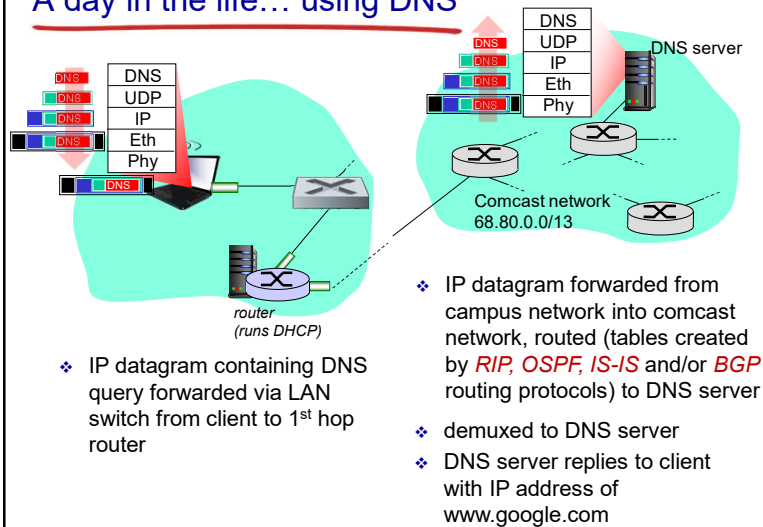 A day in the life… using DNS
DNS
DNS
DNS
DNS
DNS
DNS
UDP
IP
Eth
Phy
DNS
DNS
DNS
DNS
DNS
UDP
IP
Eth
Phy
DNS server
Comcast network
68.80.0.0/13
router
(runs DHCP)
❖ IP datagram containing DNS
query forwarded via LAN
switch from client to 1st hop
router
❖ IP datagram forwarded from
campus network into comcast
network, routed (tables created
by RIP, OSPF, IS-IS and/or BGP
routing protocols) to DNS server
❖ demuxed to DNS server
❖ DNS server replies to client
with IP address of
www.google.com